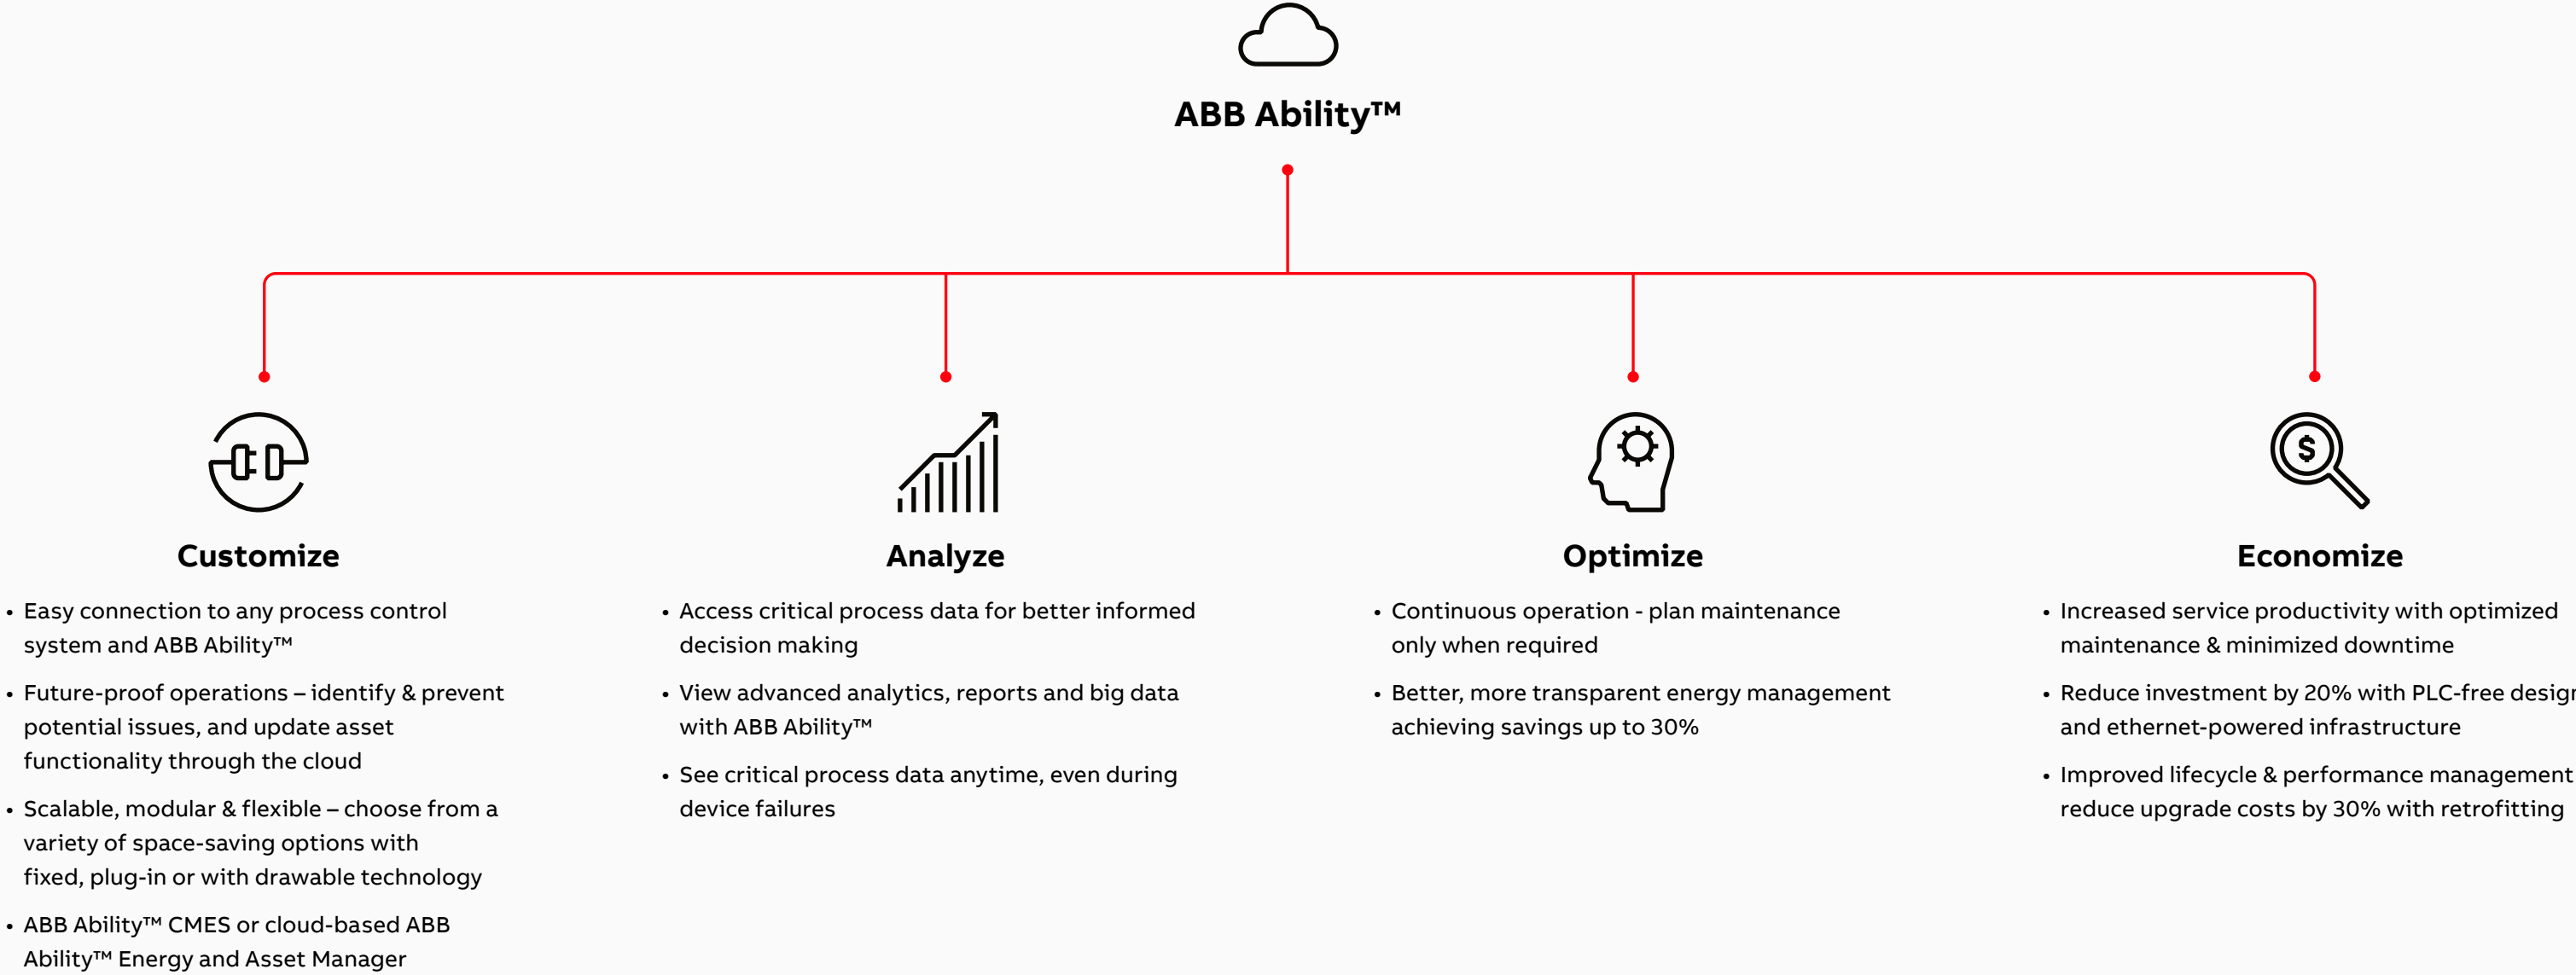 ABB Ability™
Customize
• Easy connection to any process control
system and ABB Ability™
• Future-proof operations – identify & prevent
potential issues, and update asset
functionality through the cloud
• Scalable, modular & flexible – choose from a
variety of space-saving options with
fixed, plug-in or with drawable technology
• ABB Ability™ CMES or cloud-based ABB
Ability™ Energy and Asset Manager
Analyze
• Access critical process data for better informed
decision making
• View advanced analytics, reports and big data
with ABB Ability™
• See critical process data anytime, even during
device failures
Optimize
• Continuous operation - plan maintenance
only when required
• Better, more transparent energy management
achieving savings up to 30%
$
Economize
• Increased service productivity with optimized
maintenance & minimized downtime
• Reduce investment by 20% with PLC-free design
and ethernet-powered infrastructure
• Improved lifecycle & performance management
reduce upgrade costs by 30% with retrofitting